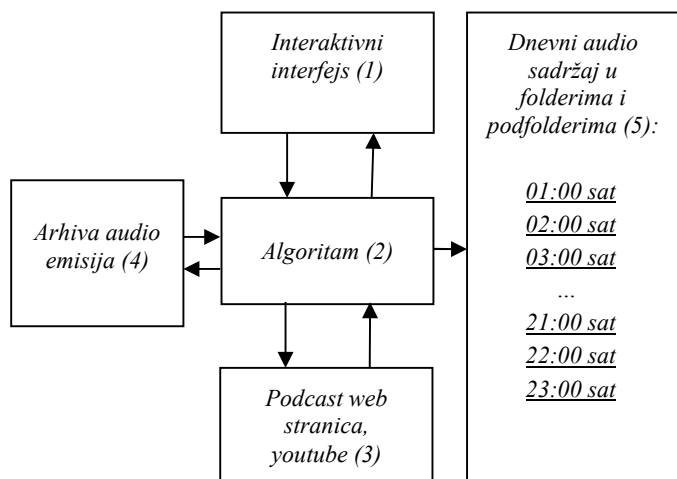 Interaktivni
interfejs (1)
Arhiva audio
emisija (4)
Algoritam (2)
Podcast web
stranica,
youtube (3)
Dnevni audio
sadržaj u
folderima i
podfolderima (5):
01:00 sat
02:00 sat
03:00 sat
...
21:00 sat
22:00 sat
23:00 sat